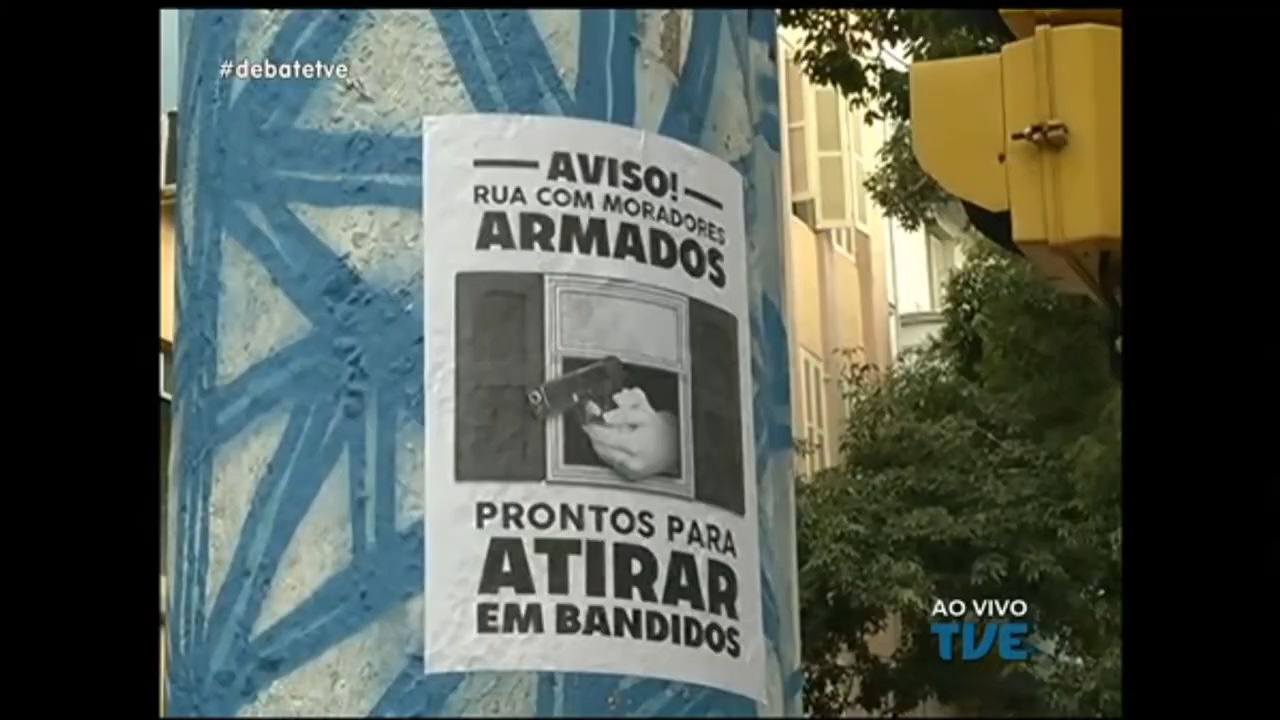 #debatetve
AVISO!
RUA COM MORADORES
ARMADOS
PRONTOS PARA
ATIRAR
EM BANDIDOS
AO VIVO
TVE